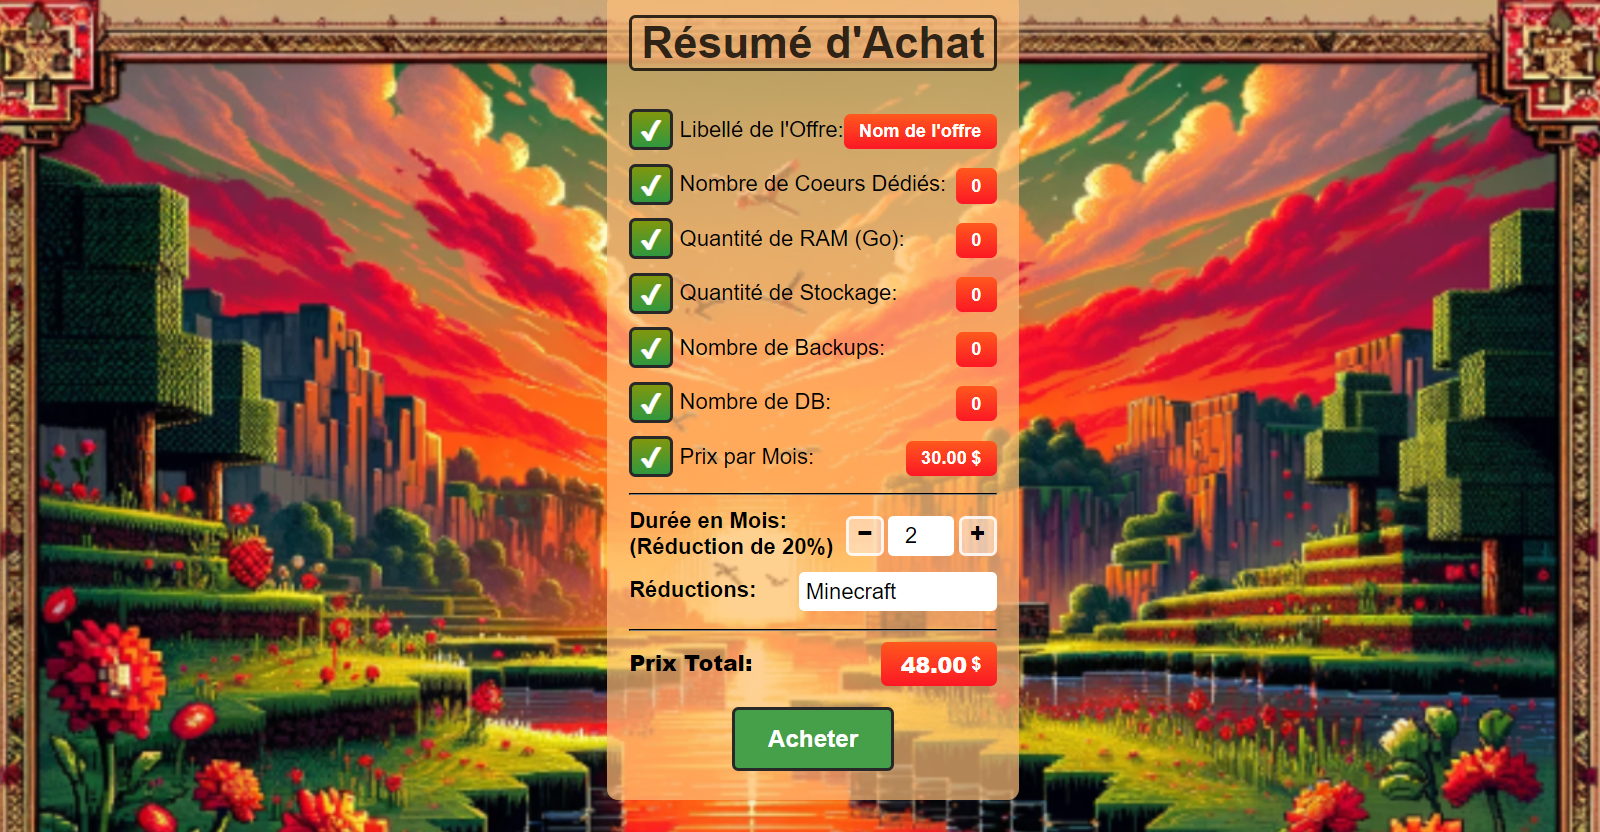 Résumé d'Achat
Libellé de l'Offre: Nom de l'offre
Nombre de Coeurs Dédiés: 0
Quantité de RAM (Go): 0
Quantité de Stockage: 0
Nombre de Backups: 0
Nombre de DB: 0
Prix par Mois: 30.00 $
Durée en Mois:
(Réduction de 20%) − 2 +
Réductions: Minecraft
Prix Total: 48.00 $
Acheter